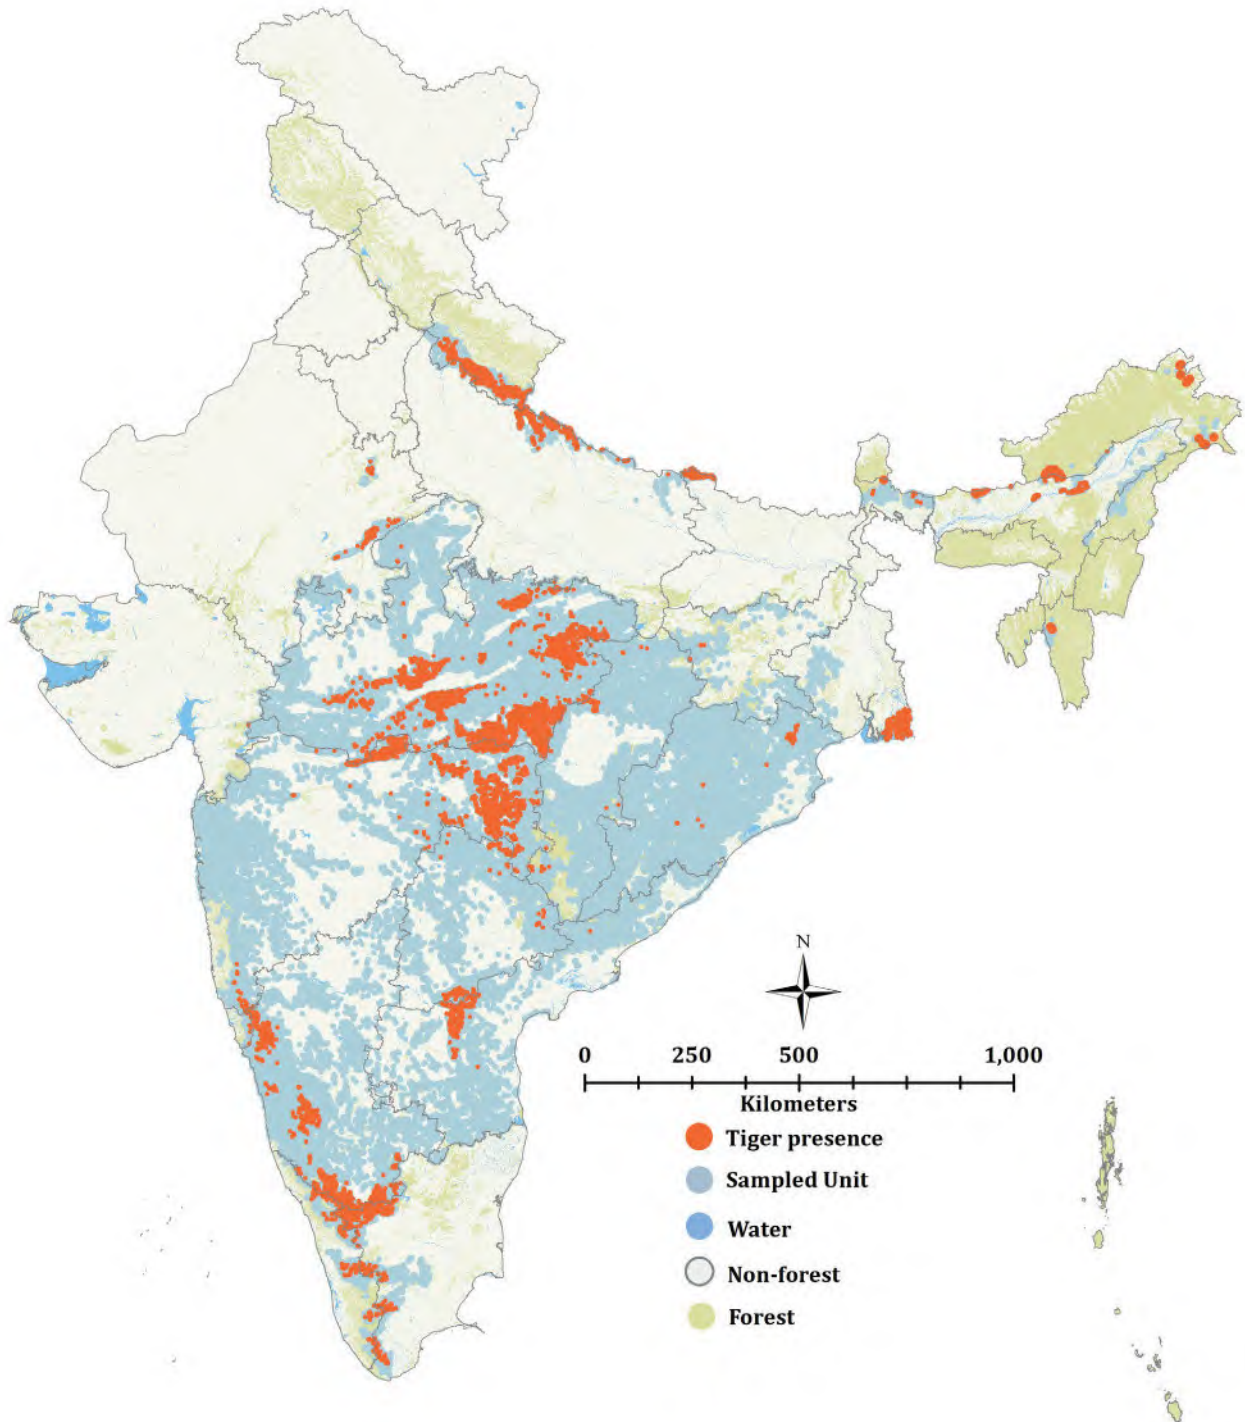 N
0 250 500 1,000
Kilometers
Tiger presence
Sampled Unit
Water
Non-forest
Forest